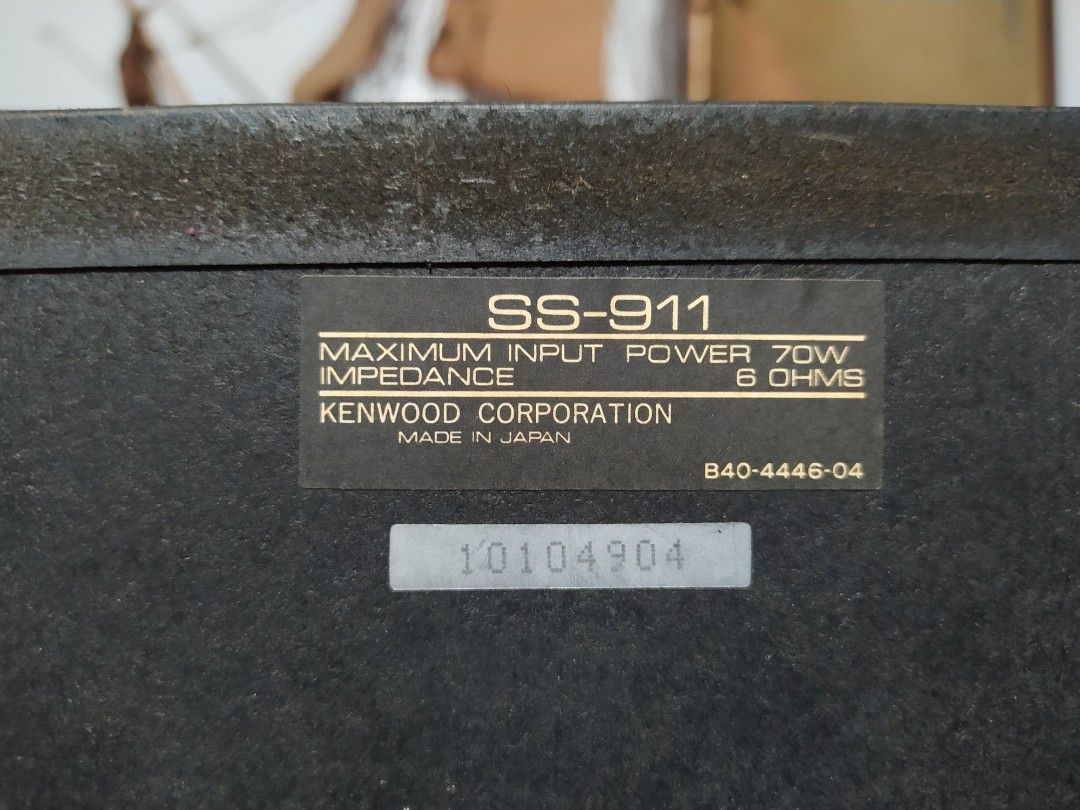 SS-911
MAXIMUM INPUT POWER 70W
IMPEDANCE 6 OHMS
KENWOOD CORPORATION
MADE IN JAPAN
B40-4446-04
10104904